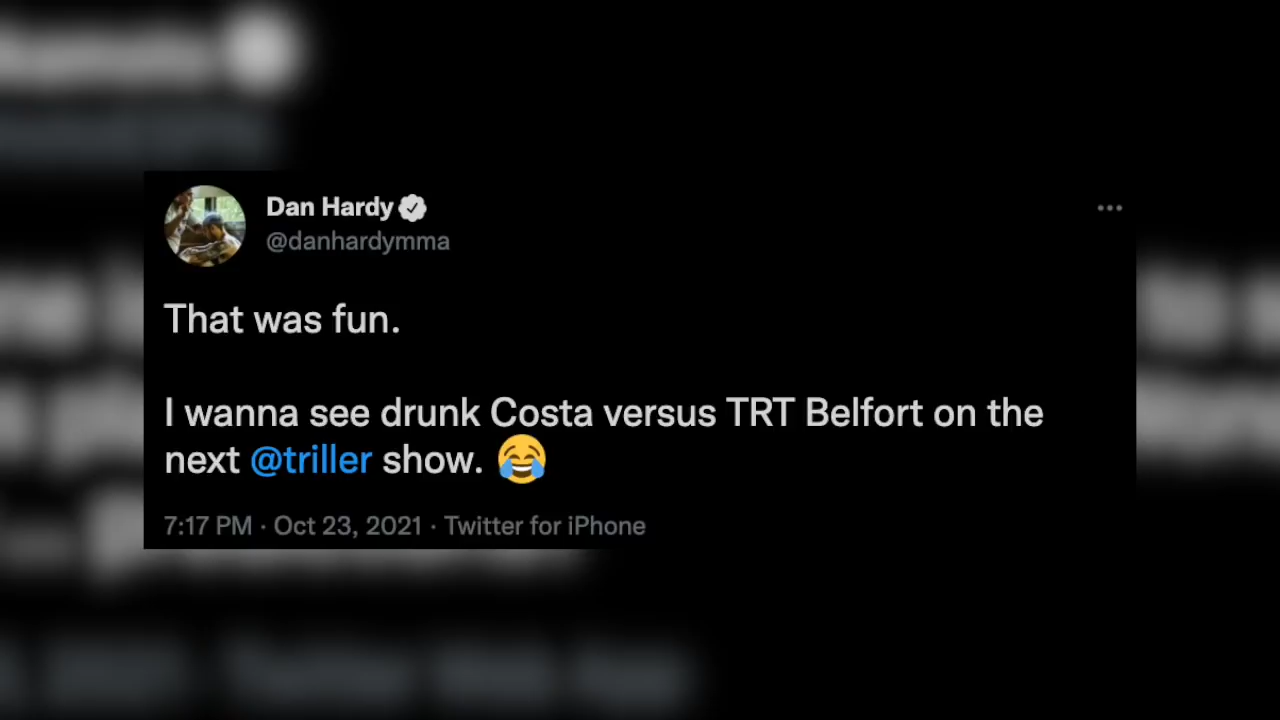 Dan Hardy
@danhardymma
That was fun.
I wanna see drunk Costa versus TRT Belfort on the
next @triller show. 😂
7:17 PM · Oct 23, 2021 · Twitter for iPhone